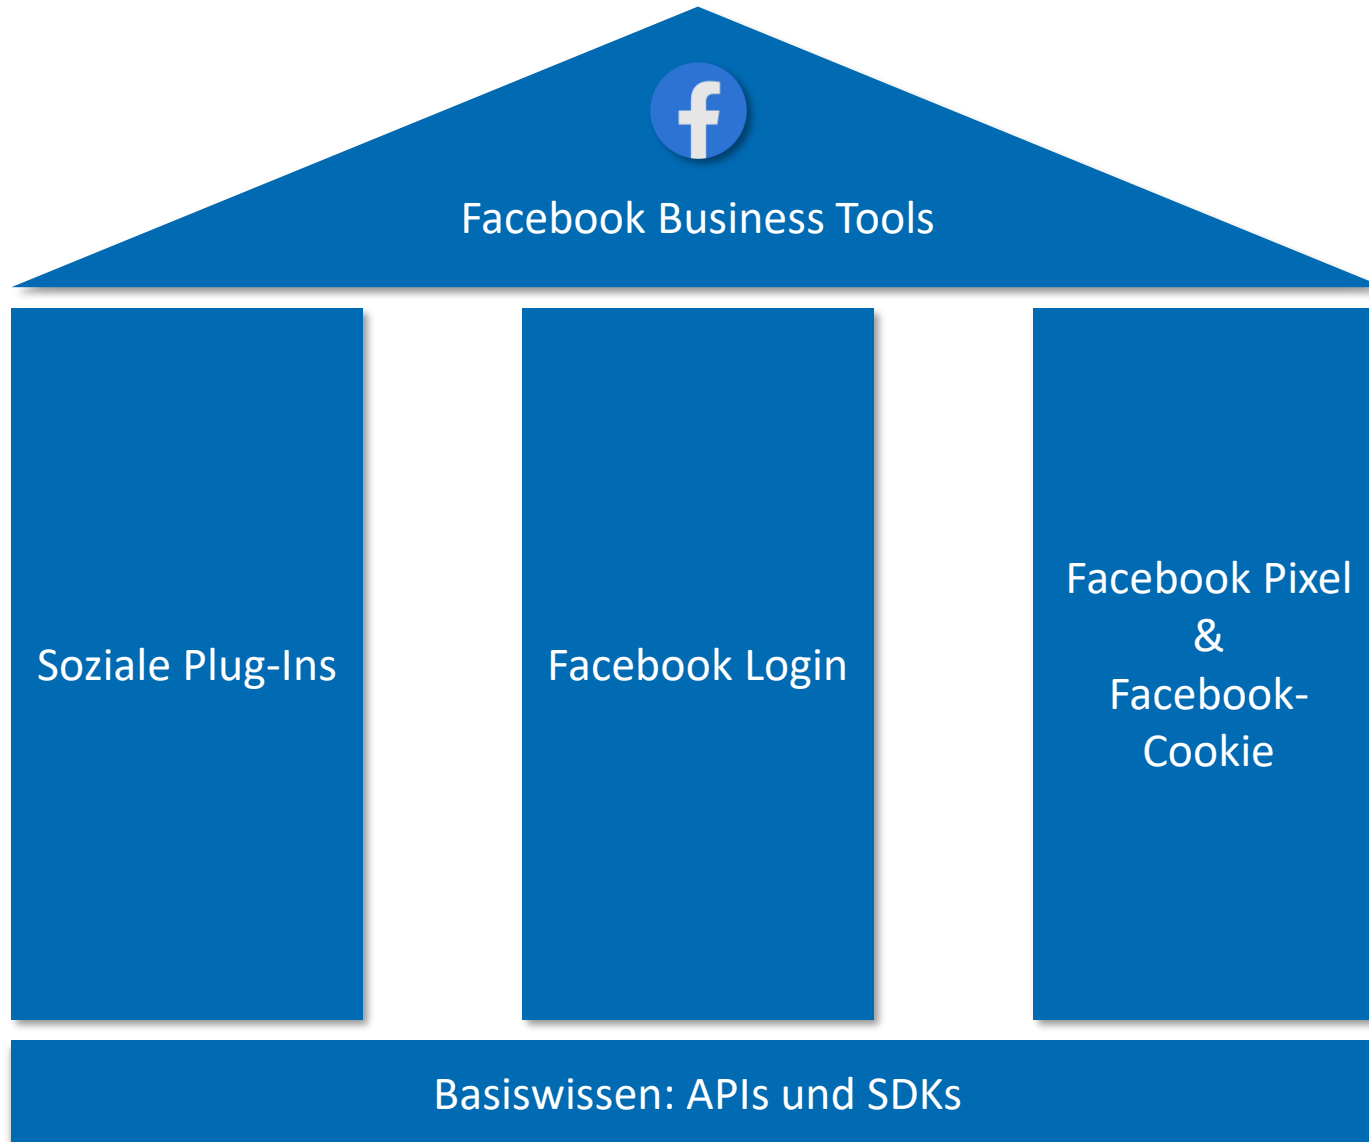 Facebook Business Tools
Soziale Plug-Ins
Facebook Login
Facebook Pixel
&
Facebook-
Cookie
Basiswissen: APIs und SDKs